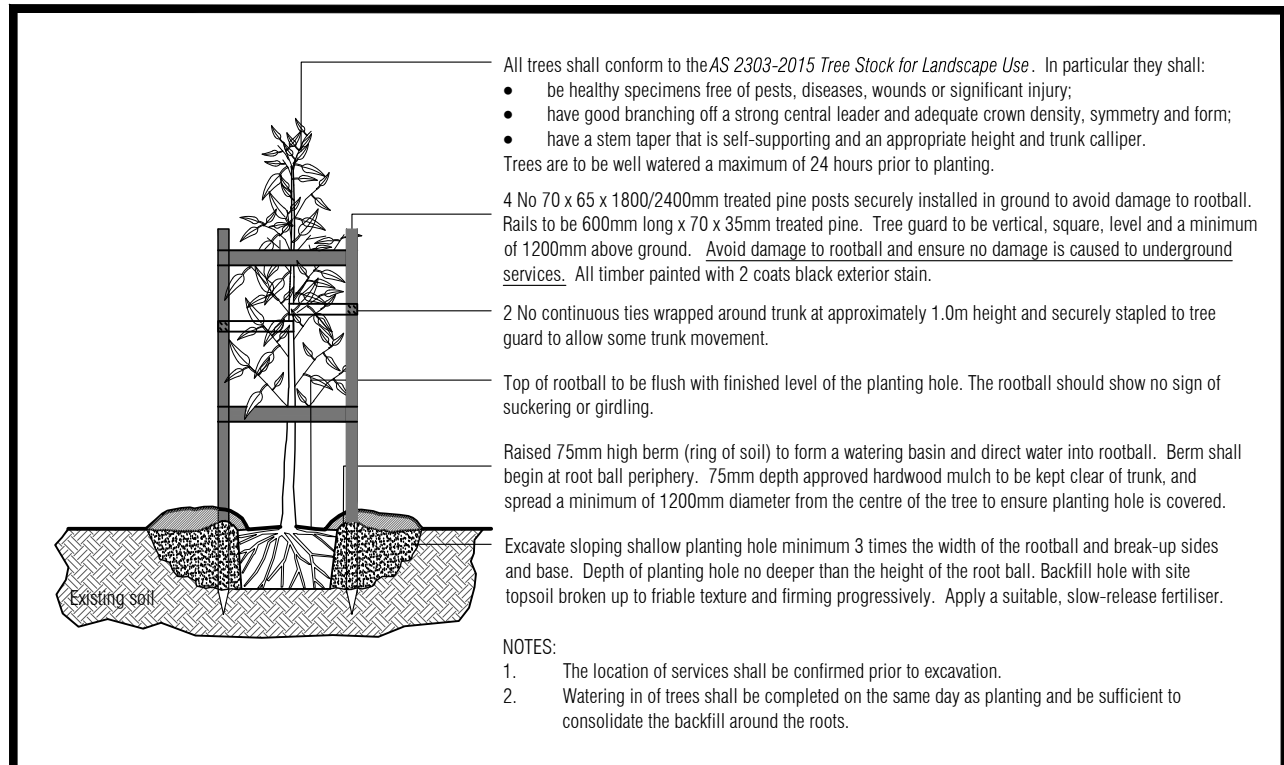 All trees shall conform to the AS 2303-2015 Tree Stock for Landscape Use. In particular they shall:
• be healthy specimens free of pests, diseases, wounds or significant injury;
• have good branching off a strong central leader and adequate crown density, symmetry and form;
• have a stem taper that is self-supporting and an appropriate height and trunk calliper.
Trees are to be well watered a maximum of 24 hours prior to planting.
4 No 70 x 65 x 1800/2400mm treated pine posts securely installed in ground to avoid damage to rootball.
Rails to be 600mm long x 70 x 35mm treated pine. Tree guard to be vertical, square, level and a minimum
of 1200mm above ground. Avoid damage to rootball and ensure no damage is caused to underground
services. All timber painted with 2 coats black exterior stain.
2 No continuous ties wrapped around trunk at approximately 1.0m height and securely stapled to tree
guard to allow some trunk movement.
Top of rootball to be flush with finished level of the planting hole. The rootball should show no sign of
suckering or girdling.
Raised 75mm high berm (ring of soil) to form a watering basin and direct water into rootball. Berm shall
begin at root ball periphery. 75mm depth approved hardwood mulch to be kept clear of trunk, and
spread a minimum of 1200mm diameter from the centre of the tree to ensure planting hole is covered.
Excavate sloping shallow planting hole minimum 3 times the width of the rootball and break-up sides
and base. Depth of planting hole no deeper than the height of the root ball. Backfill hole with site
topsoil broken up to friable texture and firming progressively. Apply a suitable, slow-release fertiliser.
Existing soil
NOTES:
1. The location of services shall be confirmed prior to excavation.
2. Watering in of trees shall be completed on the same day as planting and be sufficient to
consolidate the backfill around the roots.